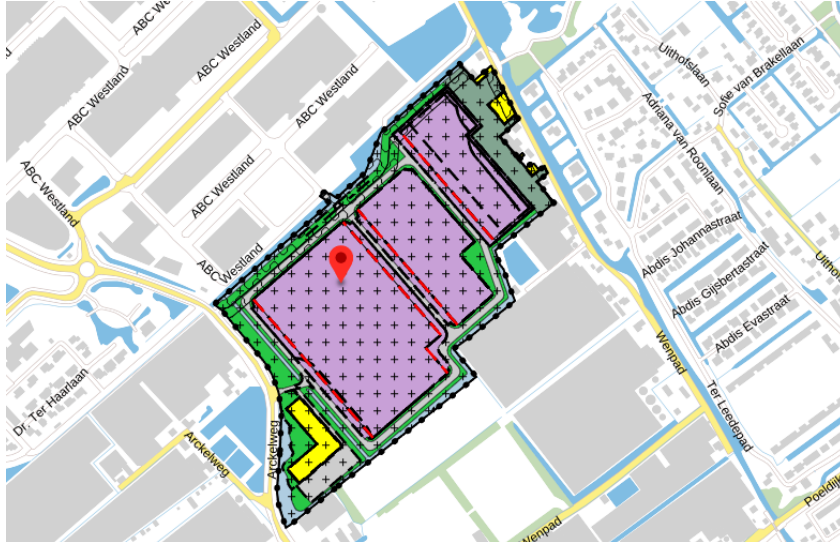 ABC Westland
ABC Westland
ABC Westland
ABC Westland
ABC Westland
ABC Westland
ABC Westland
Uithofslaan
Sofie van Brakellaan
Adriana van Roonlaan
Abdis Johannastraat
Abdis Gijsbertastraat
Abdis Evastraat
Wenpad
Ter Leedepad
Dr. Ter Haarlaan
Arckelweg
Arckelweg
Wenpad